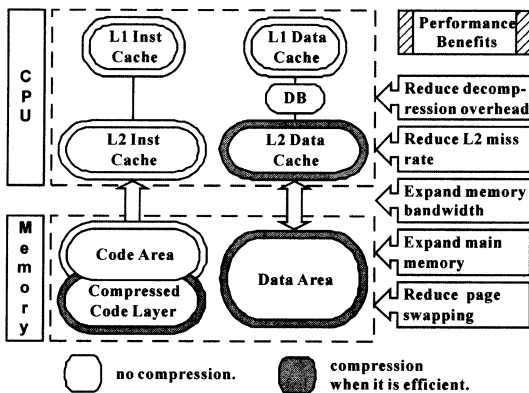 CPU
L1 Inst
Cache
L1 Data
Cache
DB
L2 Inst
Cache
L2 Data
Cache
Performance
Benefits
Reduce decomp-
ression overhead
Reduce L2 miss
rate
Expand memory
bandwidth
Expand main
memory
Reduce page
swapping
Memory
Code Area
Compressed
Code Layer
Data Area
no compression.
compression
when it is efficient.